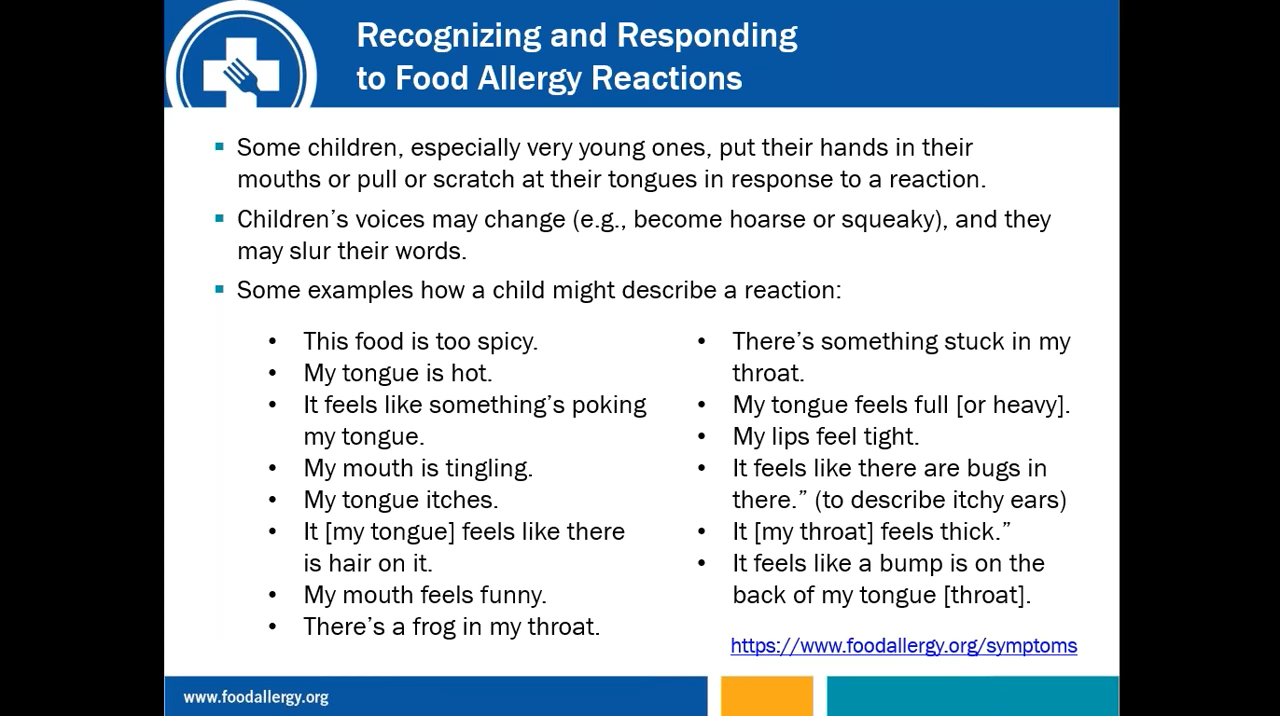 Recognizing and Responding
to Food Allergy Reactions
▪ Some children, especially very young ones, put their hands in their
mouths or pull or scratch at their tongues in response to a reaction.
▪ Children’s voices may change (e.g., become hoarse or squeaky), and they
may slur their words.
▪ Some examples how a child might describe a reaction:
• This food is too spicy.
• My tongue is hot.
• It feels like something’s poking
my tongue.
• My mouth is tingling.
• My tongue itches.
• It [my tongue] feels like there
is hair on it.
• My mouth feels funny.
• There’s a frog in my throat.
• There’s something stuck in my
throat.
• My tongue feels full [or heavy].
• My lips feel tight.
• It feels like there are bugs in
there.” (to describe itchy ears)
• It [my throat] feels thick.”
• It feels like a bump is on the
back of my tongue [throat].
https://www.foodallergy.org/symptoms
www.foodallergy.org